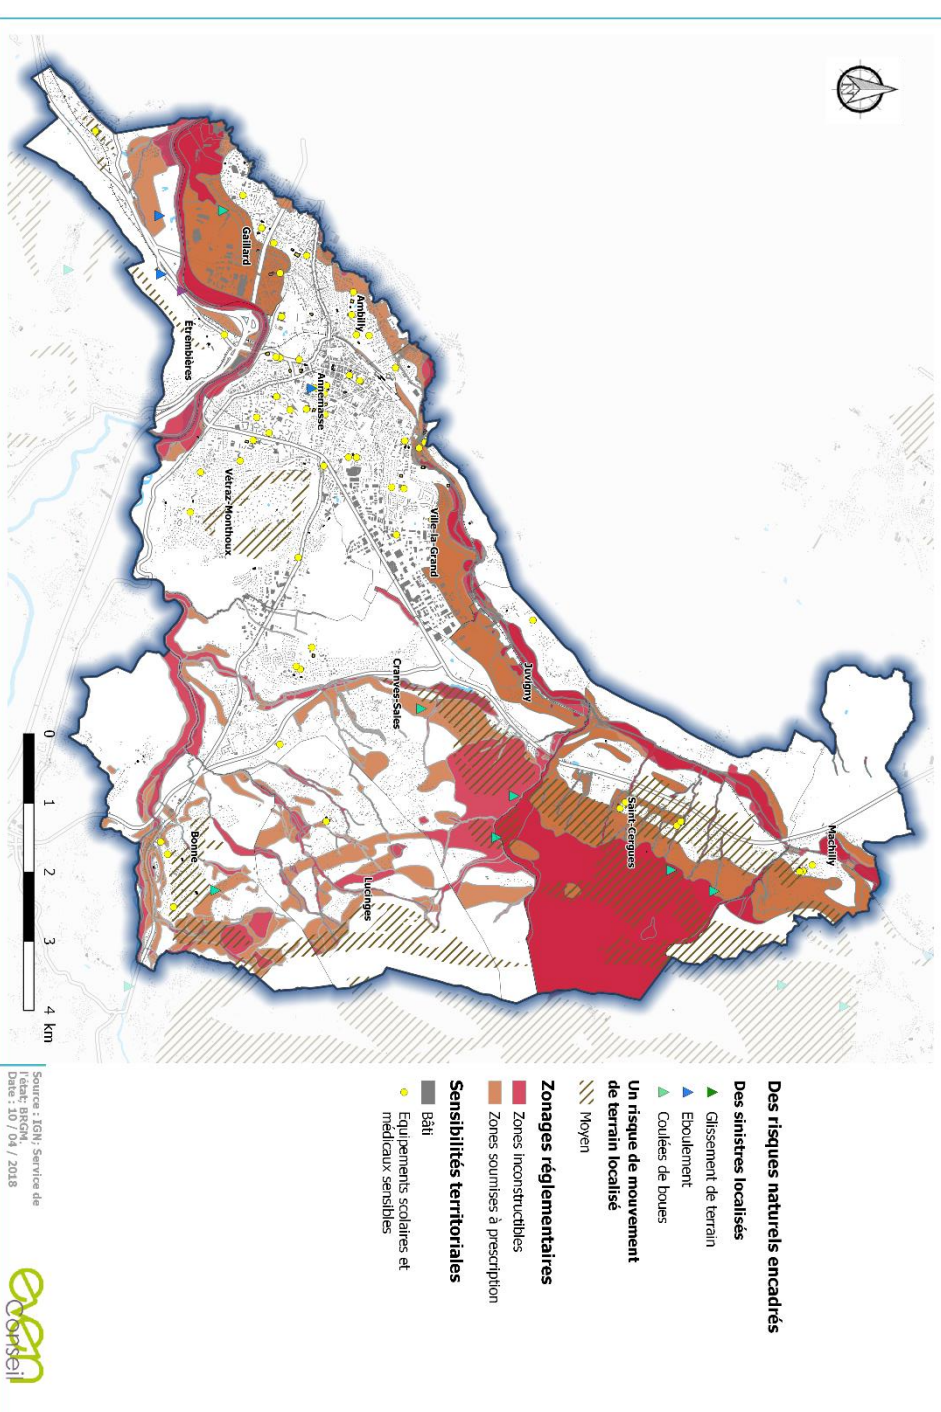 Machilly
Saint-Cergues
Juvigny
Ville-la-Grand
Ambilly
Gaillard
Annemasse
Cranves-Sales
Lucinges
Vétraz-Monthoux
Étrembières
Bonne
0 1 2 3 4 km
Des risques naturels encadrés
Des sinistres localisés
Glissement de terrain
Eboulement
Coulées de boues
Un risque de mouvement
de terrain localisé
Moyen
Zonages réglementaires
Zones inconstructibles
Zones soumises à prescription
Sensibilités territoriales
Bâti
Equipements scolaires et
médicaux sensibles
Source : IGN; Service de
l'état; BRGM.
Date : 10 / 04 / 2018
even
Conseil